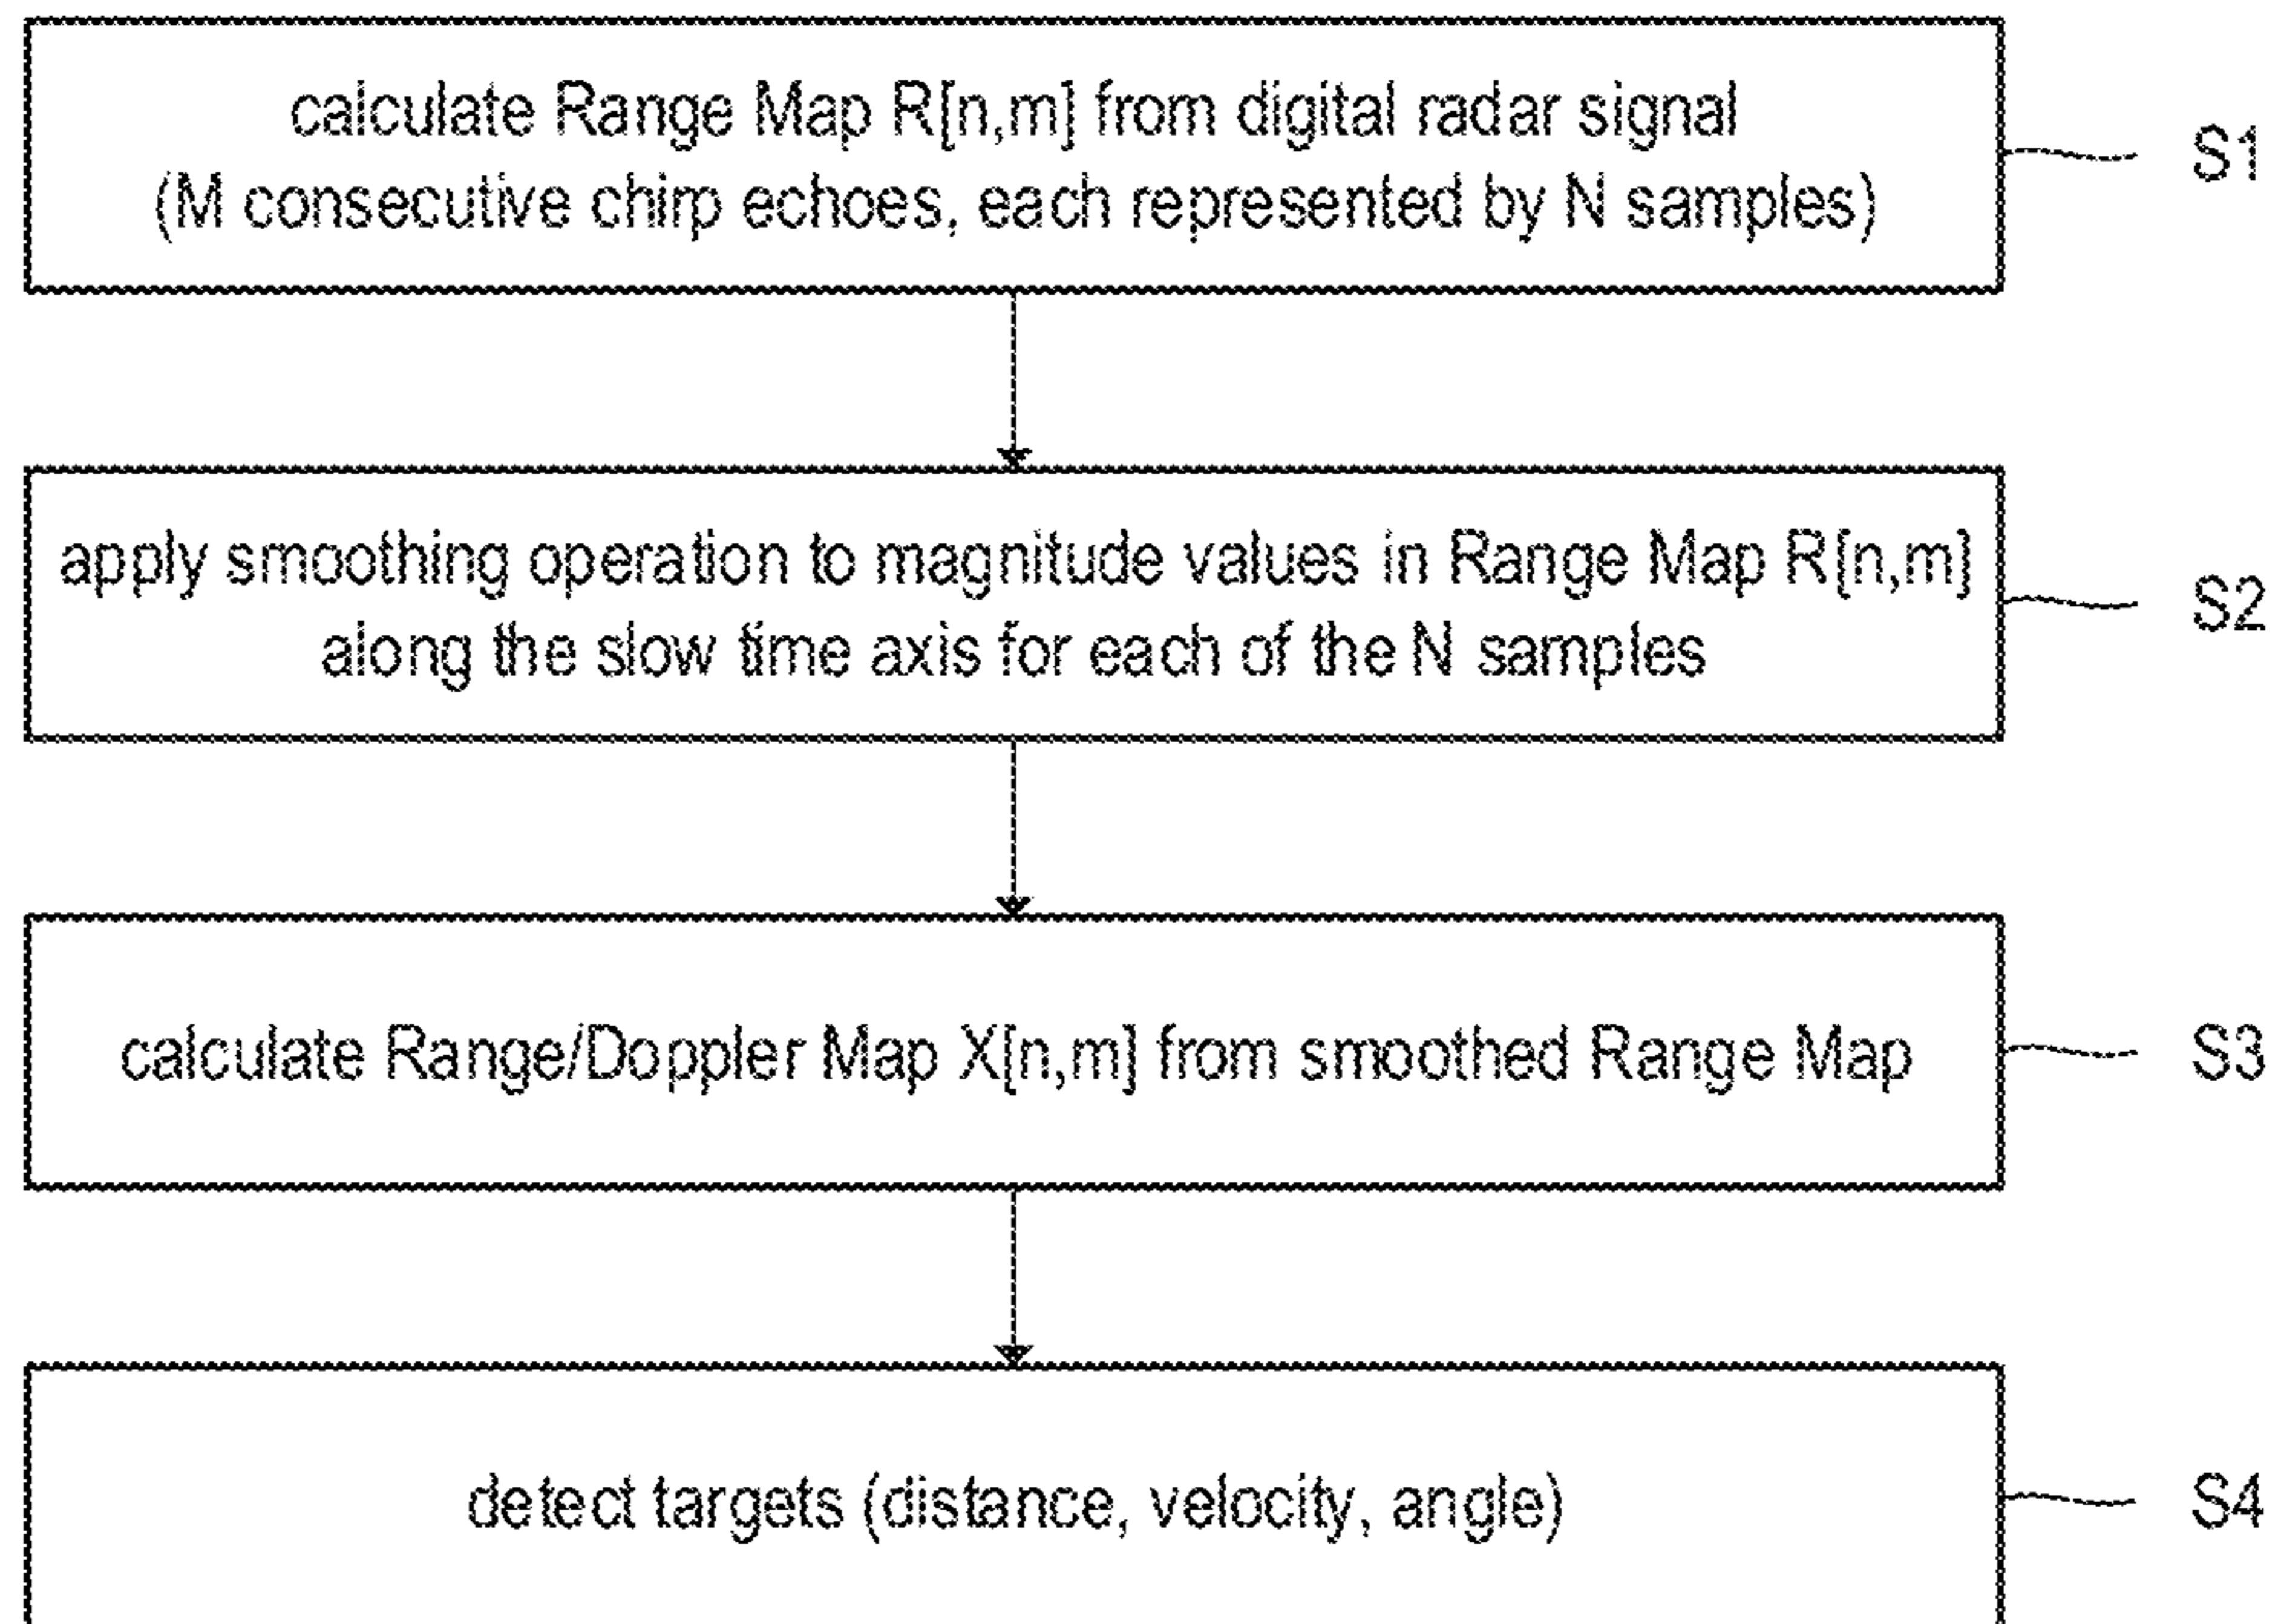 calculate Range Map R[n,m] from digital radar signal
(M consecutive chirp echoes, each represented by N samples)
S1
apply smoothing operation to magnitude values in Range Map R[n,m]
along the slow time axis for each of the N samples
S2
calculate Range/Doppler Map X[n,m] from smoothed Range Map
S3
detect targets (distance, velocity, angle)
S4